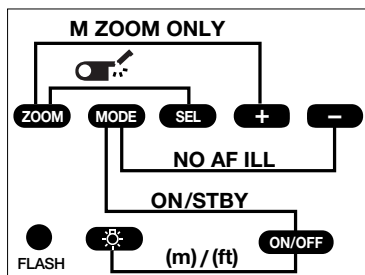 M ZOOM ONLY
ZOOM MODE SEL + −
NO AF ILL
ON/STBY
FLASH (m) / (ft) ON/OFF